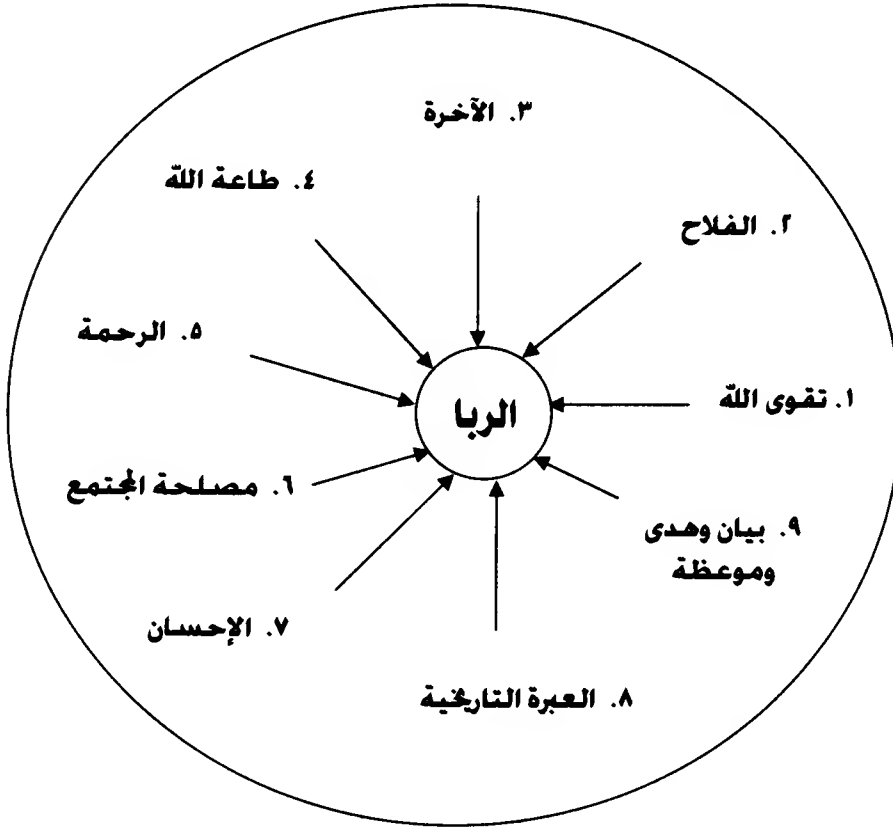 ٣. الآخرة
٤. طاعة الله
٢. الفلاح
٥. الرحمة
الربا
١. تقوى الله
٦. مصلحة المجتمع
٩. بيان وهدى
وموعظة
٧. الإحسان
٨. العبرة التاريخية